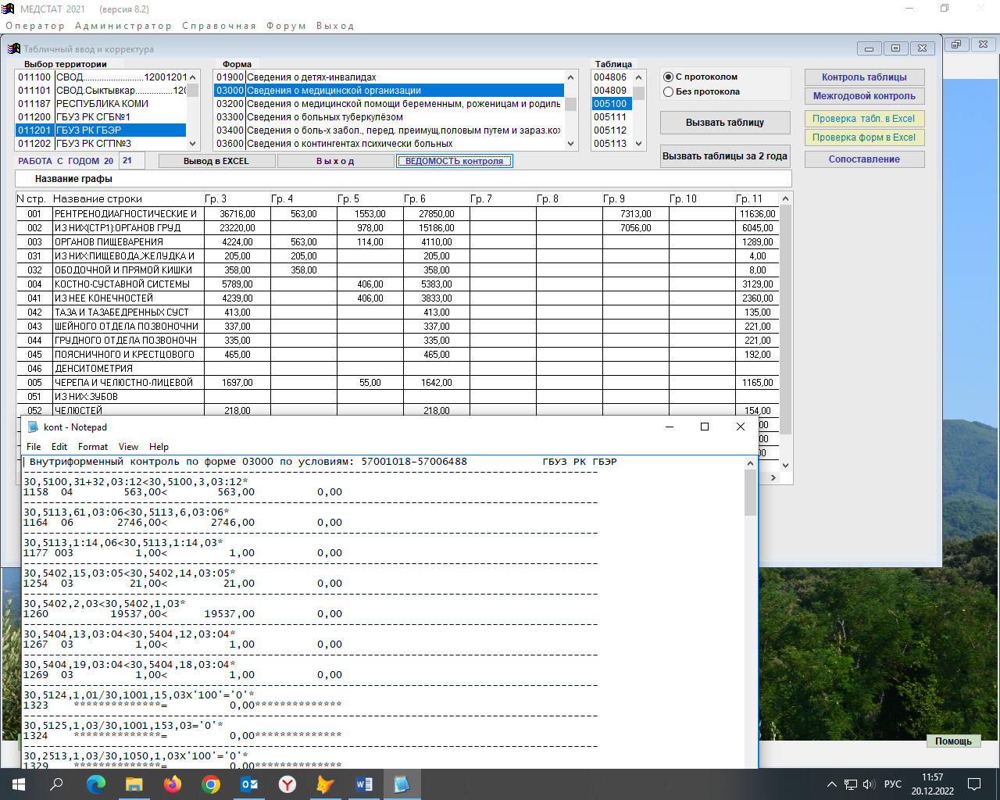 МЕДСТАТ 2021 (версия 8.2)
Оператор Администратор Справочная Форум Выход
Табличный ввод и корректура
Выбор территории Форма Таблица
011100 СВОД..........................12001201
011101 СВОД.Сыктывкар................120
011187 РЕСПУБЛИКА КОМИ
011200 ГБУЗ РК СГБ№1
011201 ГБУЗ РК ГБЭР
011202 ГБУЗ РК СГП№3
01900 Сведения о детях-инвалидах
03000 Сведения о медицинской организации
03200 Сведения о медицинской помощи беременным, роженицам и родиль
03300 Сведения о больных туберкулёзом
03400 Сведения о боль-х забол., перед. преимущ.половым путем и зараз.кож
03600 Сведения о контингентах психически больных
004806
004809
005100
005111
005112
005113
С протоколом
Без протокола
Вызвать таблицу
Вызвать таблицы за 2 года
Контроль таблицы
Межгодовой контроль
Проверка табл. в Excel
Проверка форм в Excel
Сопоставление
РАБОТА С ГОДОМ 20 21 Вывод в EXCEL Выход ВЕДОМОСТЬ контроля
Название графы
N стр. Название строки Гр. 3 Гр. 4 Гр. 5 Гр. 6 Гр. 7 Гр. 8 Гр. 9 Гр. 10 Гр. 11
001 РЕНТРЕНОДИАГНОСТИЧЕСКИЕ И 36716,00 563,00 1553,00 27850,00 7313,00 11636,00
002 ИЗ НИХ(СТР1):ОРГАНОВ ГРУД 23220,00 978,00 15186,00 7056,00 6045,00
003 ОРГАНОВ ПИЩЕВАРЕНИЯ 4224,00 563,00 114,00 4110,00 1289,00
031 ИЗ НИХ:ПИЩЕВОДА,ЖЕЛУДКА И 205,00 205,00 205,00 4,00
032 ОБОДОЧНОЙ И ПРЯМОЙ КИШКИ 358,00 358,00 358,00 8,00
004 КОСТНО-СУСТАВНОЙ СИСТЕМЫ 5789,00 406,00 5383,00 3129,00
041 ИЗ НЕЕ КОНЕЧНОСТЕЙ 4239,00 406,00 3833,00 2360,00
042 ТАЗА И ТАЗАБЕДРЕННЫХ СУСТ 413,00 413,00 135,00
043 ШЕЙНОГО ОТДЕЛА ПОЗВОНОЧНИ 337,00 337,00 221,00
044 ГРУДНОГО ОТДЕЛА ПОЗВОНОЧН 335,00 335,00 221,00
045 ПОЯСНИЧНОГО И КРЕСТЦОВОГО 465,00 465,00 192,00
046 ДЕНСИТОМЕТРИЯ
005 ЧЕРЕПА И ЧЕЛЮСТНО-ЛИЦЕВОЙ 1697,00 55,00 1642,00 1165,00
051 ИЗ НИХ:ЗУБОВ
052 ЧЕЛЮСТЕЙ 218,00 218,00 154,00
kont - Notepad
File Edit Format View Help
Внутриформенный контроль по форме 03000 по условиям: 57001018-57006488 ГБУЗ РК ГБЭР
--------------------------------------------------------------------------------------------
30,5100,31+32,03:12<30,5100,3,03:12*
1158 04 563,00< 563,00 0,00
--------------------------------------------------------------------------------------------
30,5113,61,03:06<30,5113,6,03:06*
1164 06 2746,00< 2746,00 0,00
--------------------------------------------------------------------------------------------
30,5113,1:14,06<30,5113,1:14,03*
1177 003 1,00< 1,00 0,00
--------------------------------------------------------------------------------------------
30,5402,15,03:05<30,5402,14,03:05*
1254 03 21,00< 21,00 0,00
--------------------------------------------------------------------------------------------
30,5402,2,03<30,5402,1,03*
1260 19537,00< 19537,00 0,00
--------------------------------------------------------------------------------------------
30,5404,13,03:04<30,5404,12,03:04*
1267 03 1,00< 1,00 0,00
--------------------------------------------------------------------------------------------
30,5404,19,03:04<30,5404,18,03:04*
1269 03 1,00< 1,00 0,00
--------------------------------------------------------------------------------------------
30,5124,1,01/30,1001,15,03X'100'='0'*
1323 **************= 0,00**************
--------------------------------------------------------------------------------------------
30,5125,1,03/30,1001,153,03='0'*
1324 **************= 0,00**************
--------------------------------------------------------------------------------------------
30,2513,1,03/30,1050,1,03X'100'='0'*
1329 **************= 0,00**************
Помощь
РУС
11:57
20.12.2022